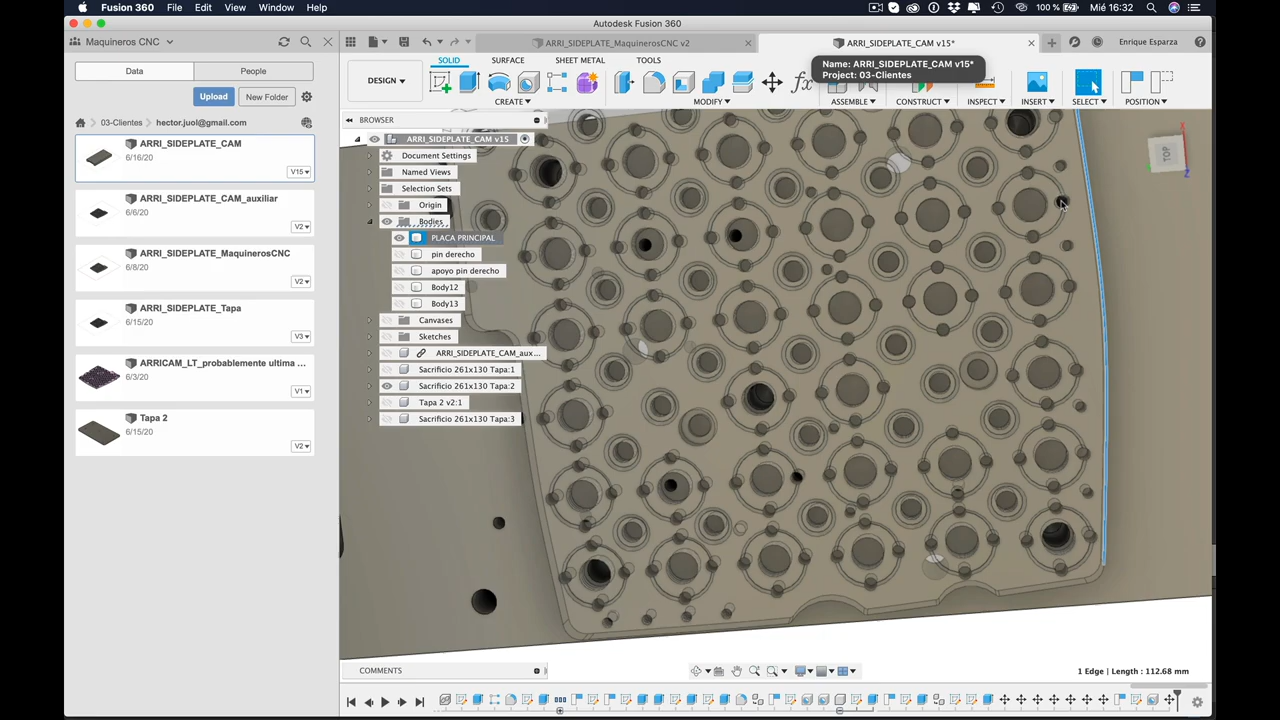 Fusion 360 File Edit View Window Help 100 % Mié 16:32
Autodesk Fusion 360
Maquineros CNC
ARRI_SIDEPLATE_MaquinerosCNC v2
ARRI_SIDEPLATE_CAM v15*
Enrique Esparza
Data People
Upload New Folder
03-Clientes hector.juol@gmail.com
ARRI_SIDEPLATE_CAM
6/16/20
V15
ARRI_SIDEPLATE_CAM_auxiliar
6/6/20
V2
ARRI_SIDEPLATE_MaquinerosCNC
6/8/20
V2
ARRI_SIDEPLATE_Tapa
6/15/20
V3
ARRICAM_LT_probablemente ultima ...
6/3/20
V1
Tapa 2
6/15/20
V2
SOLID SURFACE SHEET METAL TOOLS
Name: ARRI_SIDEPLATE_CAM v15*
Project: 03-Clientes
DESIGN
CREATE MODIFY ASSEMBLE CONSTRUCT INSPECT INSERT SELECT POSITION
BROWSER
ARRI_SIDEPLATE_CAM v15
Document Settings
Named Views
Selection Sets
Origin
Bodies
PLACA PRINCIPAL
pin derecho
apoyo pin derecho
Body12
Body13
Canvases
Sketches
ARRI_SIDEPLATE_CAM_aux...
Sacrificio 261x130 Tapa:1
Sacrificio 261x130 Tapa:2
Tapa 2 v2:1
Sacrificio 261x130 Tapa:3
TOP
X
Z
COMMENTS
1 Edge | Length : 112.68 mm